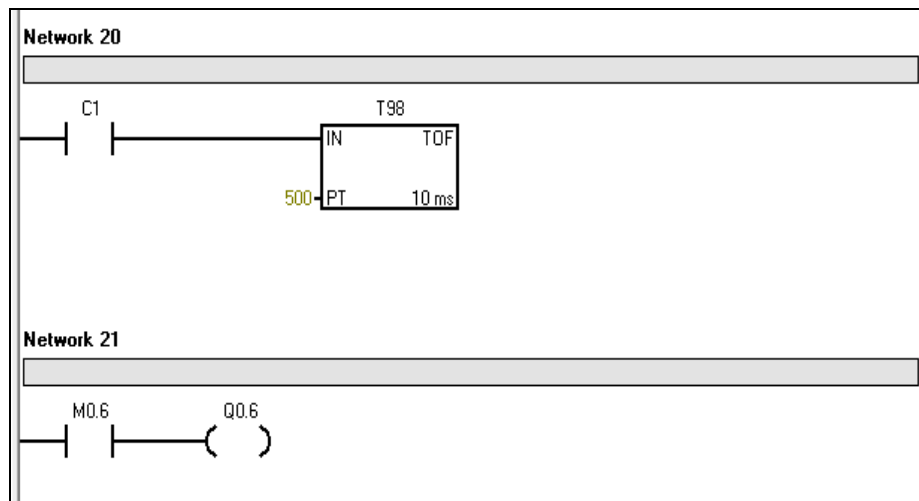 Network 20
C1
T98
IN TOF
500 PT 10 ms
Network 21
M0.6 Q0.6